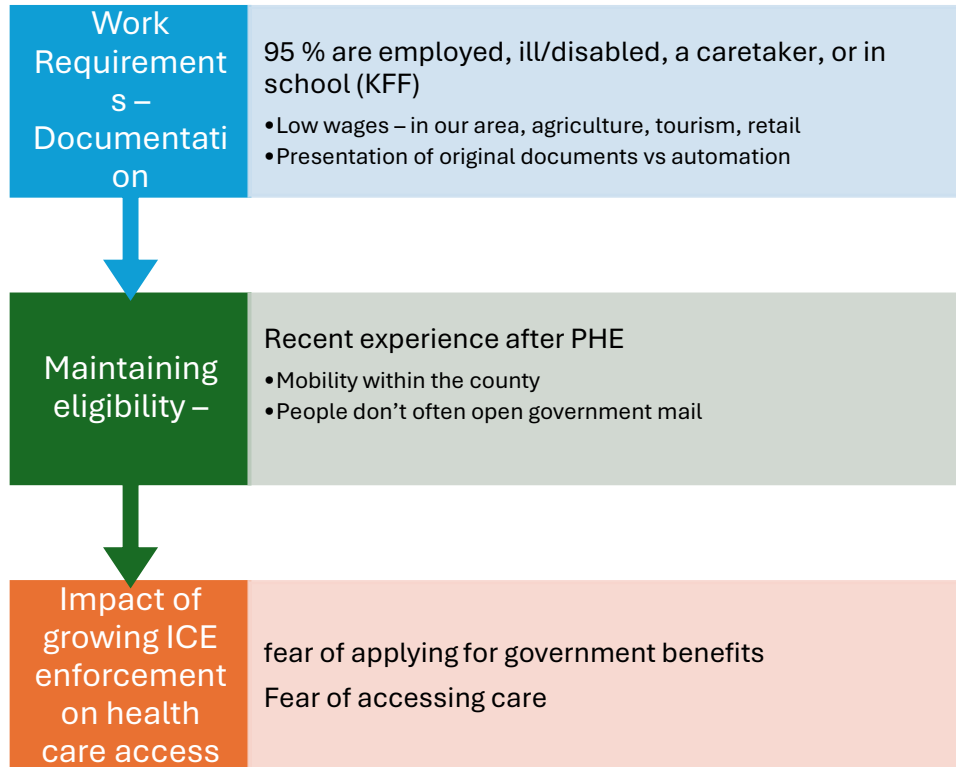 Work
Requirement
s –
Documentati
on
95 % are employed, ill/disabled, a caretaker, or in
school (KFF)
•Low wages – in our area, agriculture, tourism, retail
•Presentation of original documents vs automation
Maintaining
eligibility –
Recent experience after PHE
•Mobility within the county
•People don’t often open government mail
Impact of
growing ICE
enforcement
on health
care access
fear of applying for government benefits
Fear of accessing care